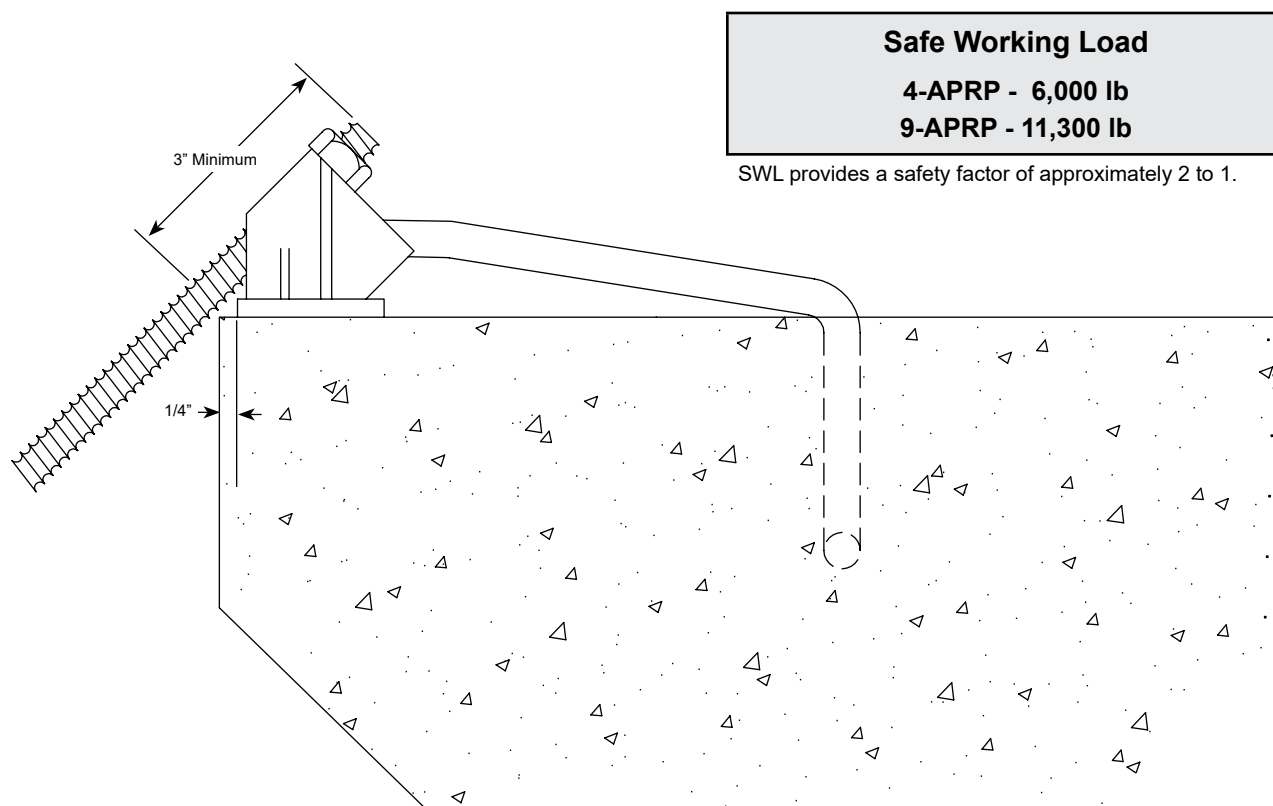 Safe Working Load
4-APRP - 6,000 lb
9-APRP - 11,300 lb
SWL provides a safety factor of approximately 2 to 1.
3” Minimum
1/4”